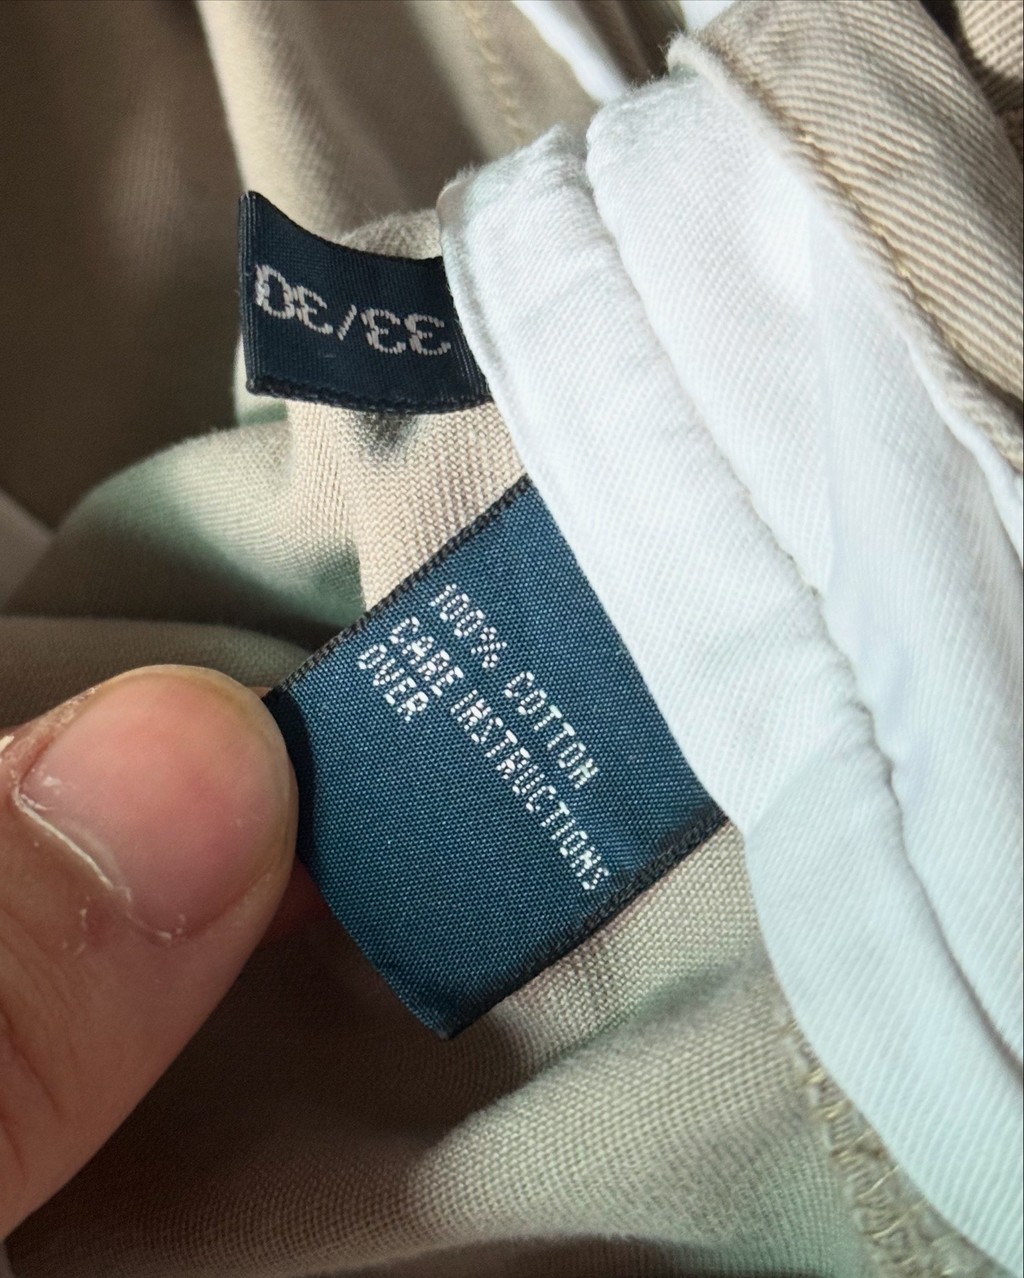 33/30
100% COTTON
CARE INSTRUCTIONS
OVER